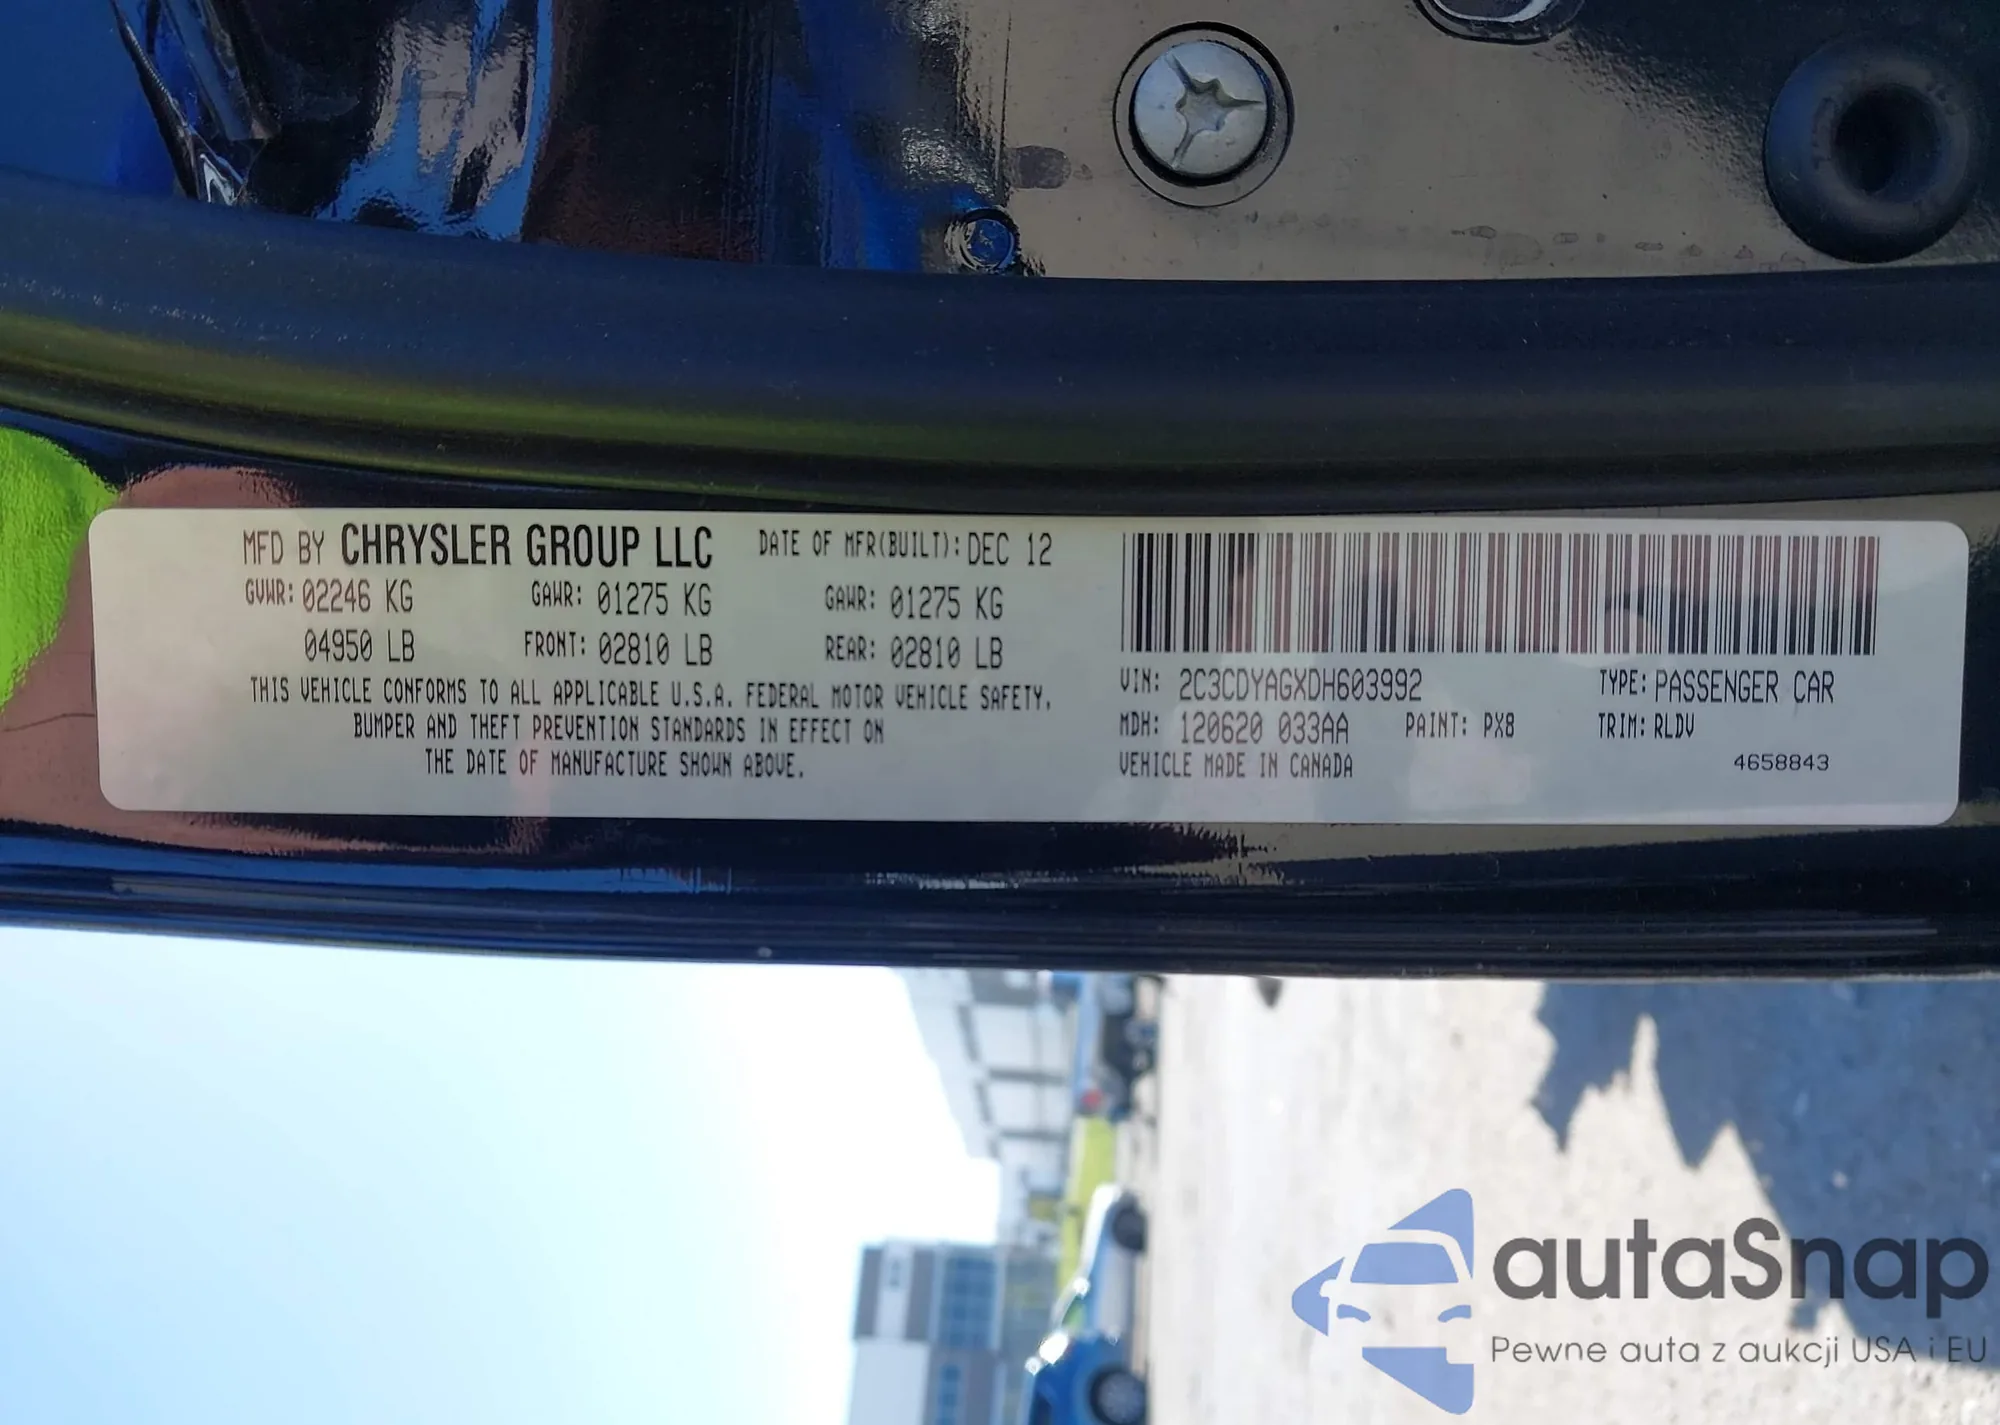 MFD BY CHRYSLER GROUP LLC DATE OF MFR(BUILT): DEC 12
GVWR: 02246 KG GAWR: 01275 KG GAWR: 01275 KG
04950 LB FRONT: 02810 LB REAR: 02810 LB
THIS VEHICLE CONFORMS TO ALL APPLICABLE U.S.A. FEDERAL MOTOR VEHICLE SAFETY,
BUMPER AND THEFT PREVENTION STANDARDS IN EFFECT ON
THE DATE OF MANUFACTURE SHOWN ABOVE.
VIN: 2C3CDYAGXDH603992 TYPE: PASSENGER CAR
MDH: 120620 033AA PAINT: PX8 TRIM: RLDV
VEHICLE MADE IN CANADA 4658843
autaSnap
Pewne auta z aukcji USA i EU